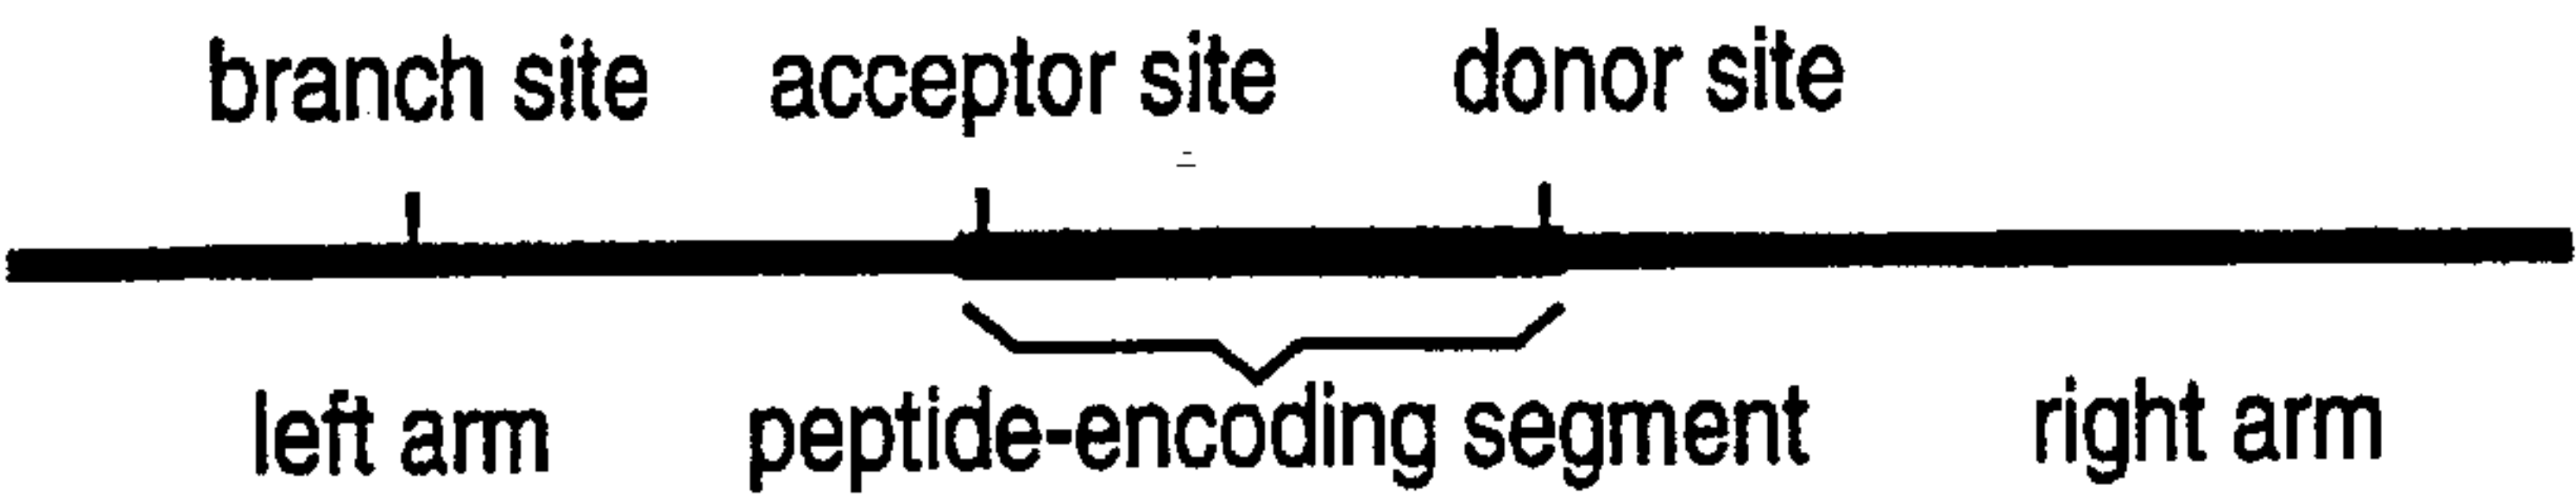 branch site acceptor site donor site
left arm peptide-encoding segment right arm